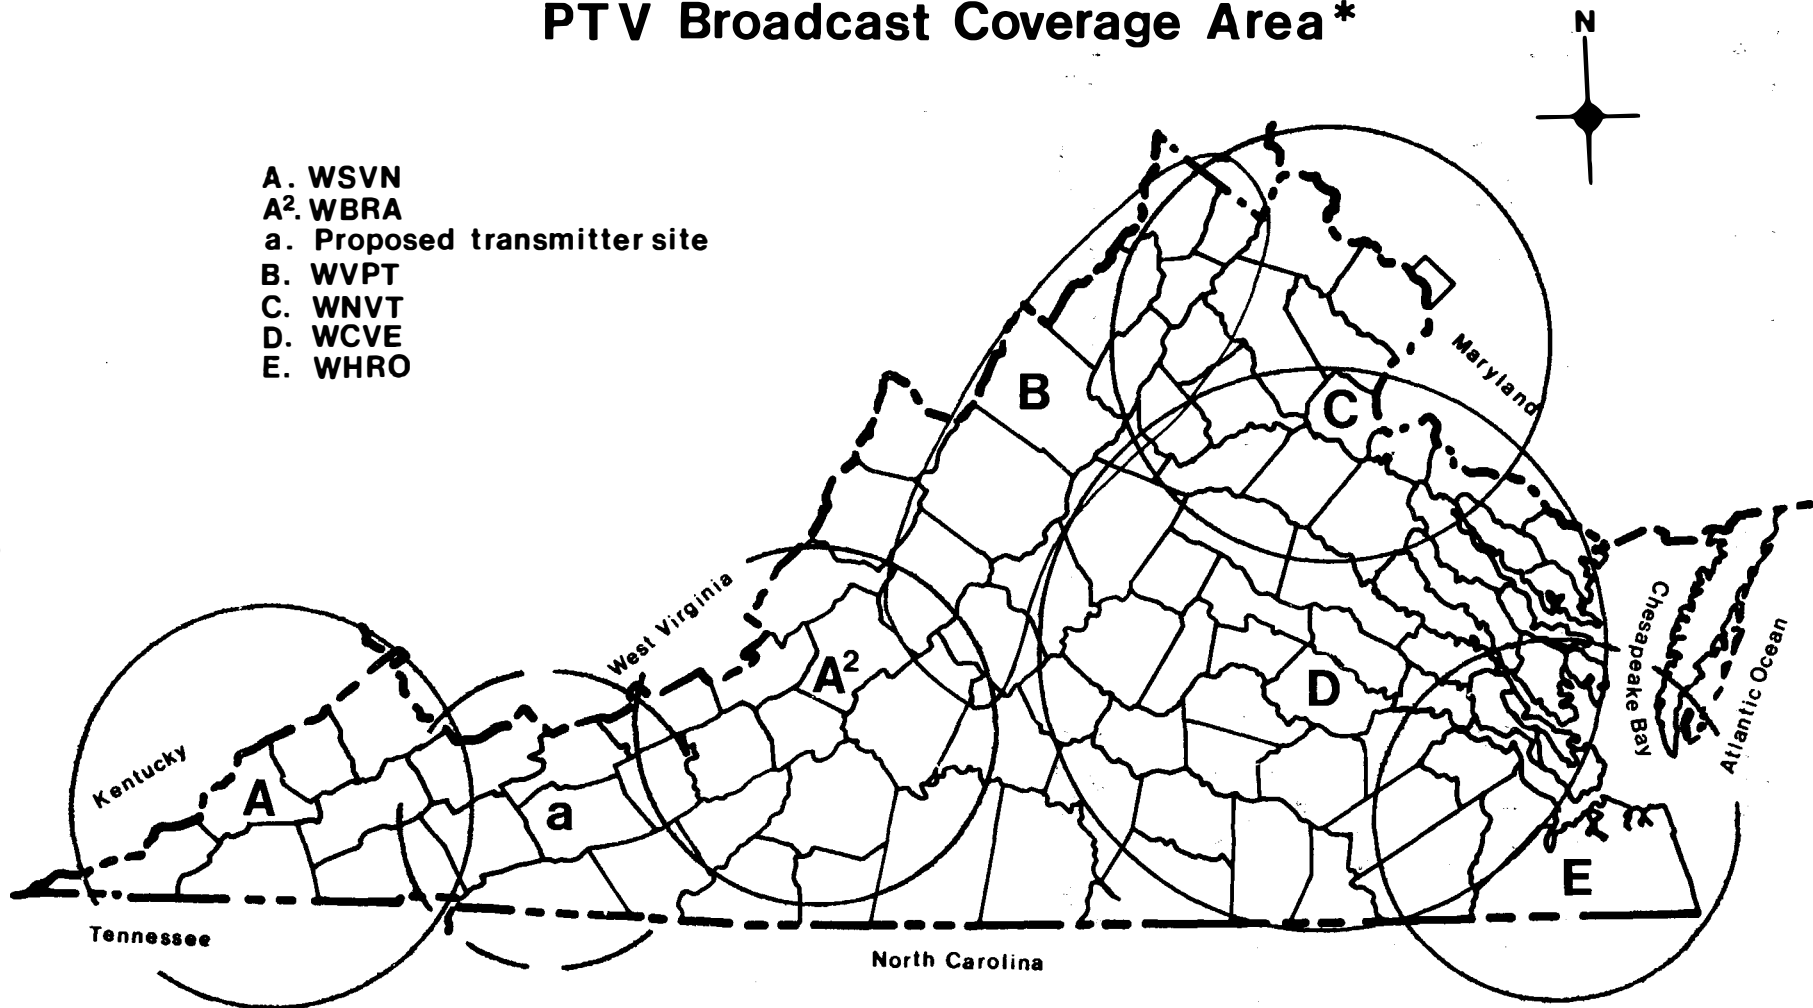 PTV Broadcast Coverage Area*
N
A. WSVN
A². WBRA
a. Proposed transmitter site
B. WVPT
C. WNVT
D. WCVE
E. WHRO
Maryland
B
C
West Virginia
A²
D
Chesapeake Bay
Atlantic Ocean
Kentucky
A
a
E
Tennessee
North Carolina